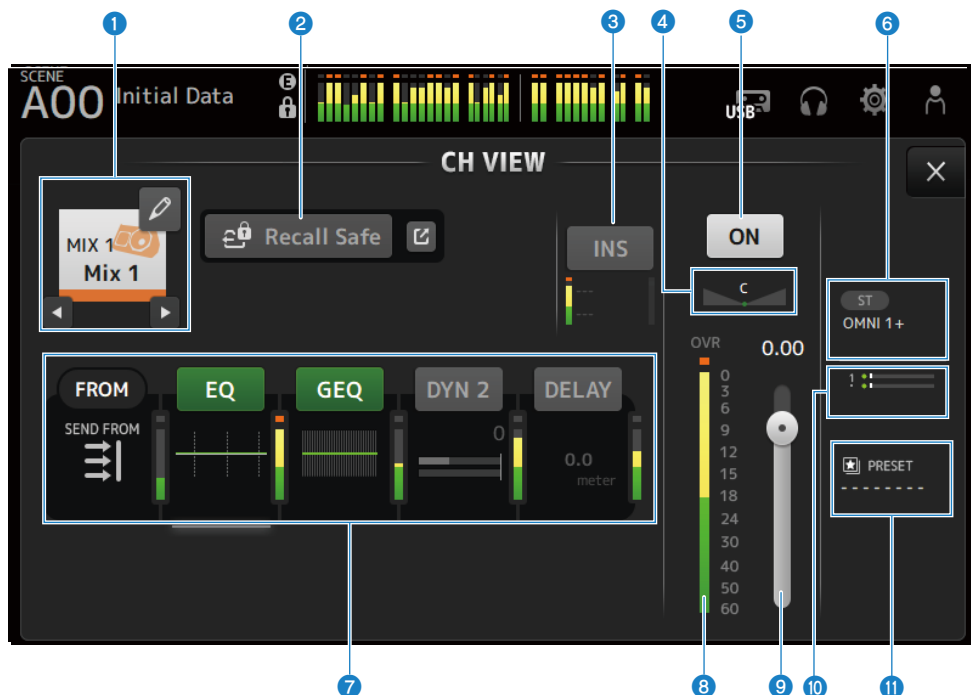 1 2 3 4 5 6
SCENE
A00 Initial Data E USB
CH VIEW
MIX 1
Mix 1
Recall Safe
INS
---
---
ON
C
ST
OMNI 1+
OVR 0.00
0
3
6
9
12
15
18
24
30
40
50
60
1
FROM EQ GEQ DYN 2 DELAY
SEND FROM
0
0.0
meter
PRESET
--------
7 8 9 10 11